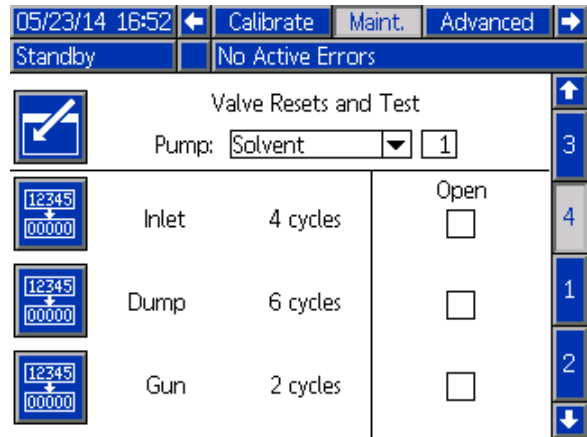 05/23/14 16:52 Calibrate Maint. Advanced
Standby No Active Errors
Valve Resets and Test
Pump: Solvent 1
3
12345
00000
Inlet 4 cycles
Open
4
12345
00000
Dump 6 cycles
1
12345
00000
Gun 2 cycles
2